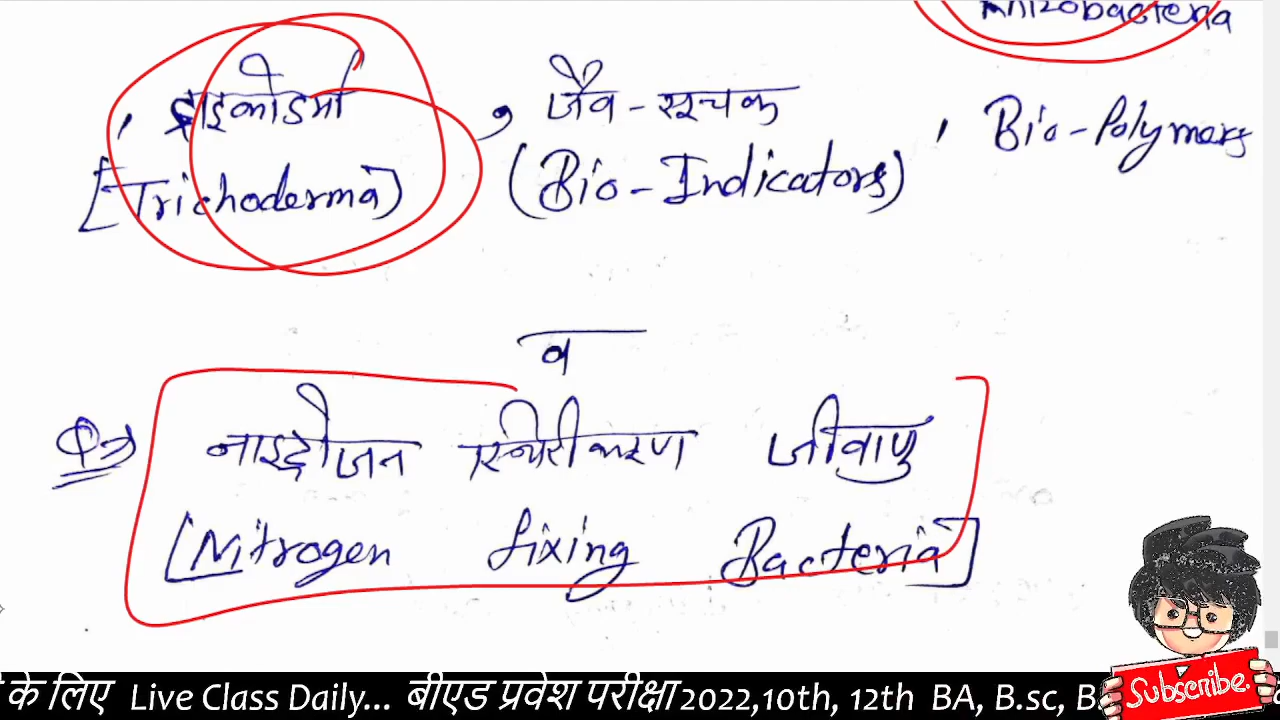 Rhizobacteria
, ट्राइकोडर्मा , जैव-सूचक , Bio-Polymers
[Trichoderma) (Bio-Indicators)
व
नाइट्रोजन स्थिरीकरण जीवाणु
[Nitrogen fixing Bacteria]
के लिए Live Class Daily... बीएड प्रवेश परीक्षा 2022,10th, 12th BA, B.sc, B
Subscribe